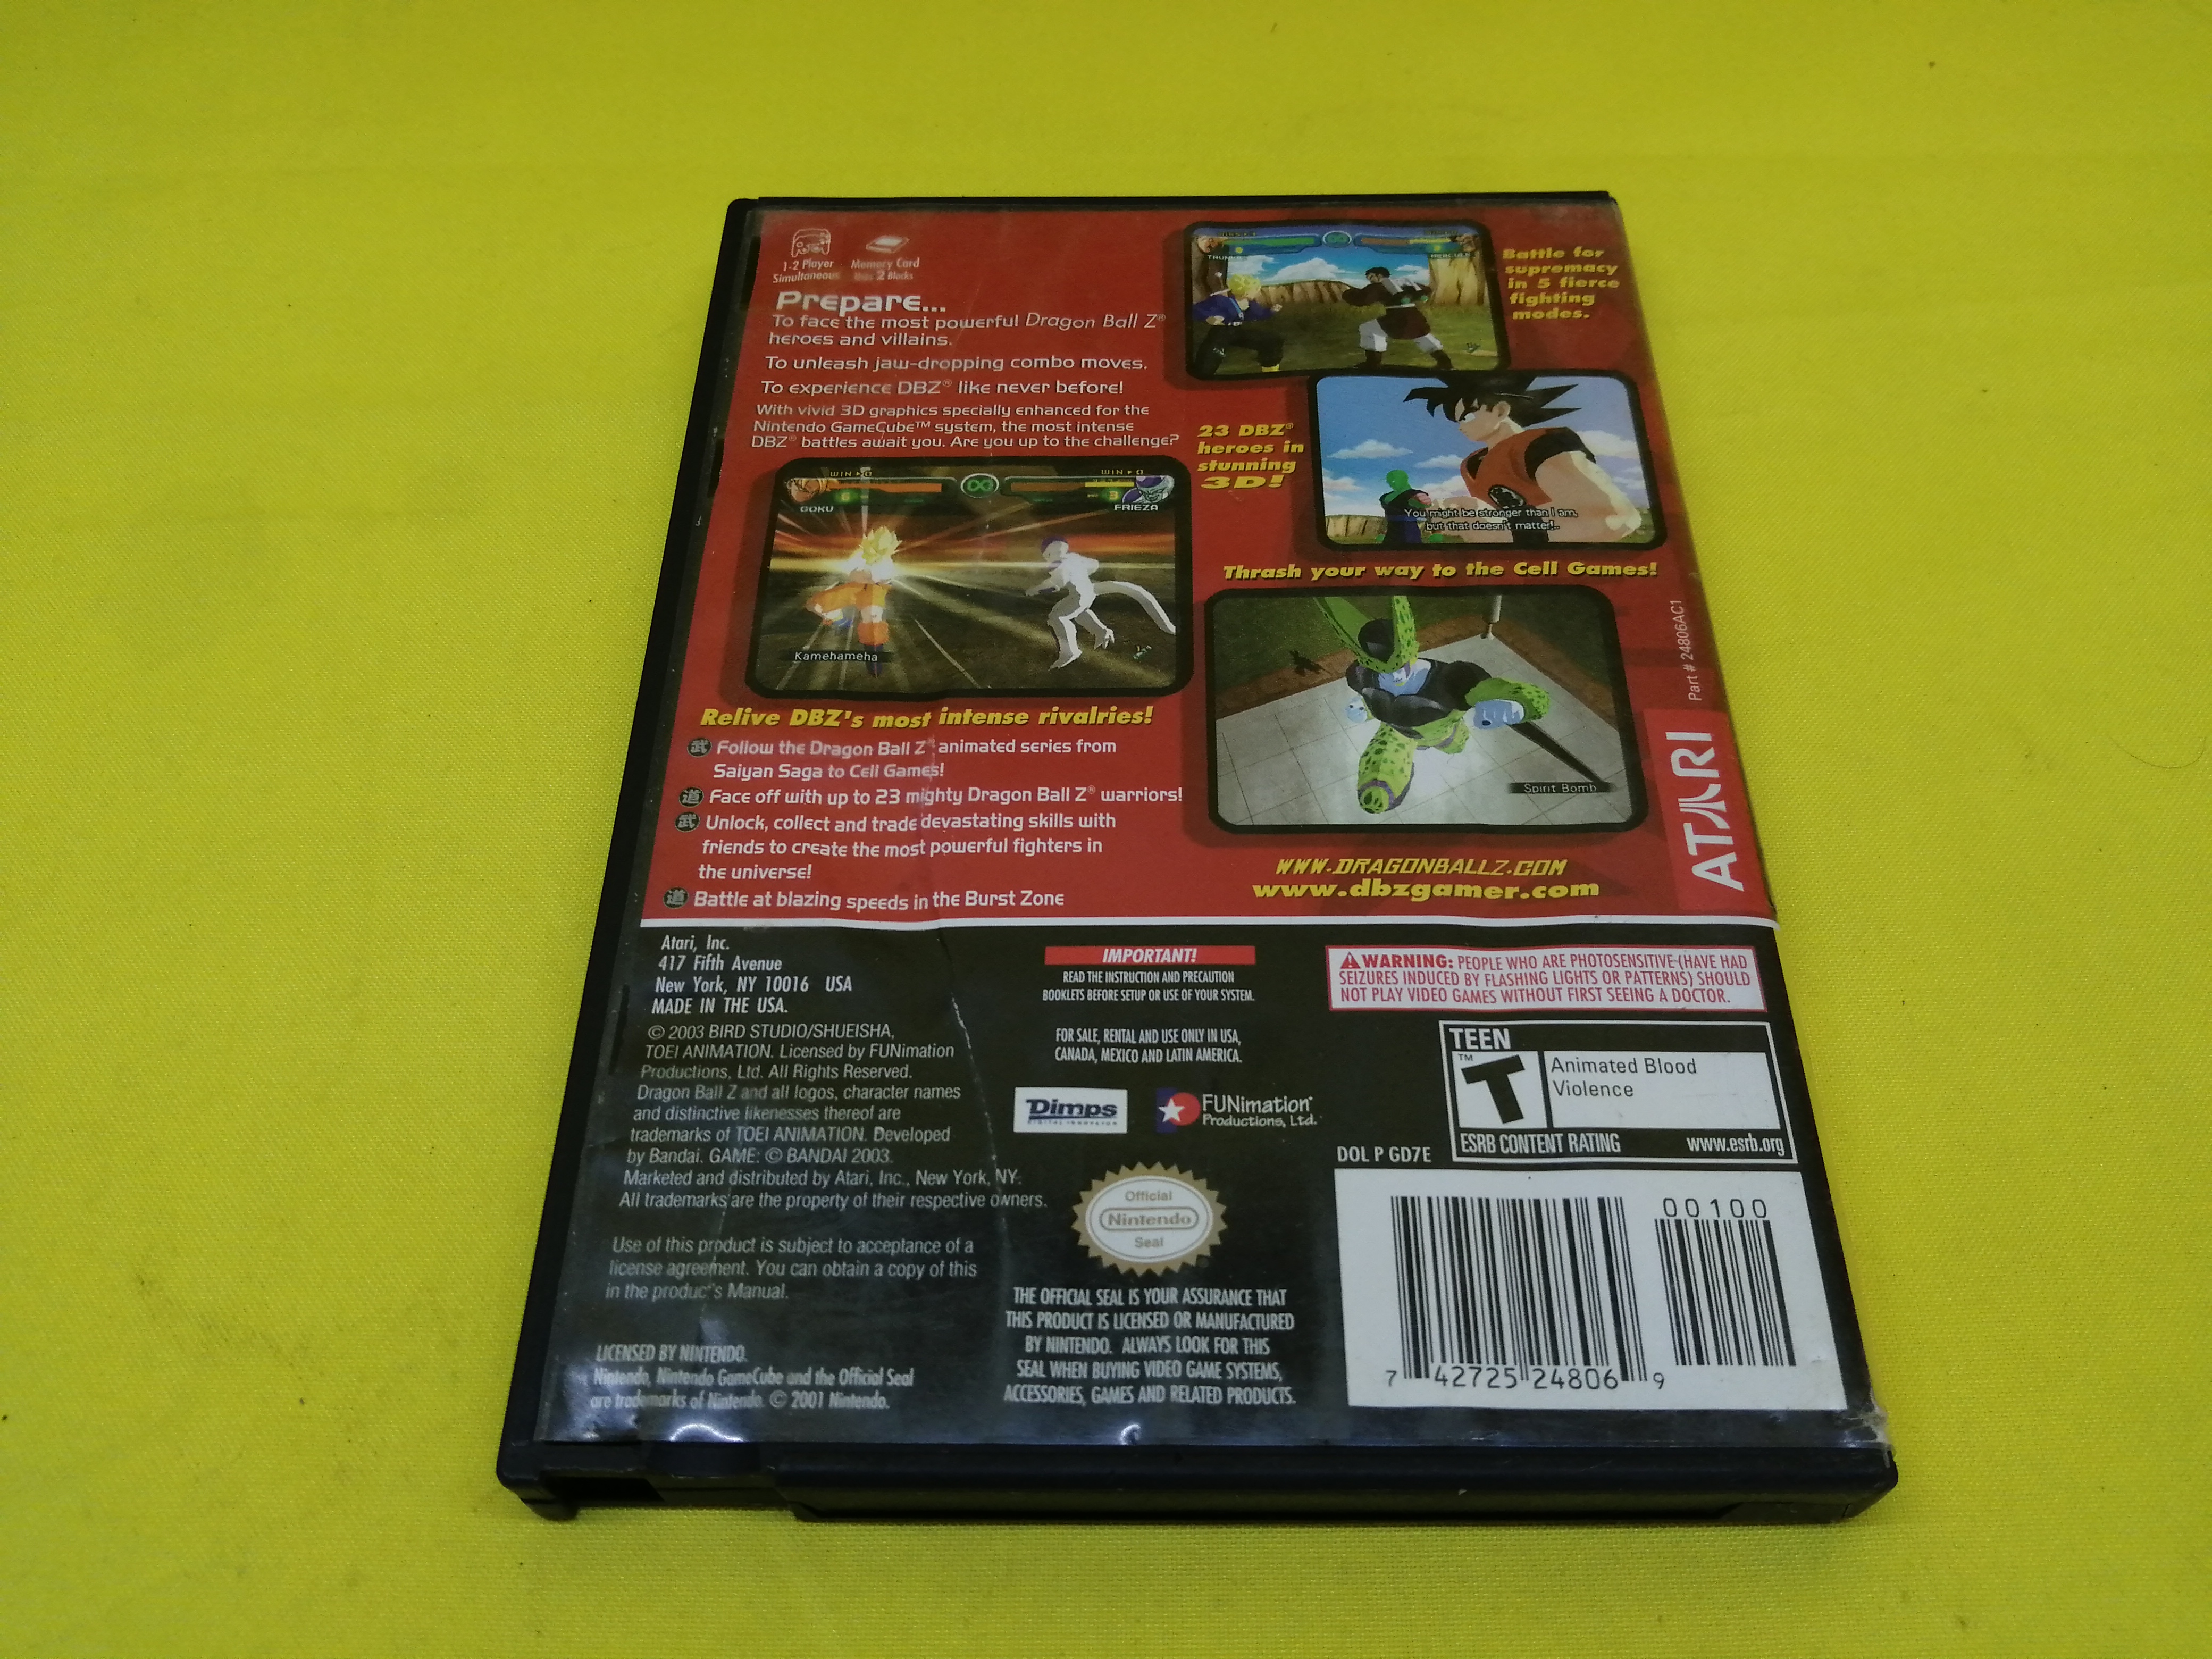 1-2 Player
Simultaneous
Memory Card
2 Blocks
Prepare...
To face the most powerful Dragon Ball Z®
heroes and villains.
To unleash jaw-dropping combo moves.
To experience DBZ® like never before!
With vivid 3D graphics specially enhanced for the
Nintendo GameCube™ system, the most intense
DBZ® battles await you. Are you up to the challenge?
WIN ▸ 0
WIN ▸ 0
6
3
GOKU
FRIEZA
Kamehameha
Relive DBZ's most intense rivalries!
武 Follow the Dragon Ball Z® animated series from
Saiyan Saga to Cell Games!
道 Face off with up to 23 mighty Dragon Ball Z® warriors!
武 Unlock, collect and trade devastating skills with
friends to create the most powerful fighters in
the universe!
道 Battle at blazing speeds in the Burst Zone
Battle for
supremacy
in 5 fierce
fighting
modes.
23 DBZ®
heroes in
stunning
3D!
You might be stronger than I am,
but that doesn't matter!..
Thrash your way to the Cell Games!
Spirit Bomb
WWW.DRAGONBALLZ.COM
www.dbzgamer.com
Part # 24806AC1
ATARI
Atari, Inc.
417 Fifth Avenue
New York, NY 10016 USA
MADE IN THE USA.
© 2003 BIRD STUDIO/SHUEISHA,
TOEI ANIMATION. Licensed by FUNimation
Productions, Ltd. All Rights Reserved.
Dragon Ball Z and all logos, character names
and distinctive likenesses thereof are
trademarks of TOEI ANIMATION. Developed
by Bandai. GAME: © BANDAI 2003.
Marketed and distributed by Atari, Inc., New York, NY.
All trademarks are the property of their respective owners.
Use of this product is subject to acceptance of a
license agreement. You can obtain a copy of this
in the product's Manual.
LICENSED BY NINTENDO.
Nintendo, Nintendo GameCube and the Official Seal
are trademarks of Nintendo. © 2001 Nintendo.
IMPORTANT!
READ THE INSTRUCTION AND PRECAUTION
BOOKLETS BEFORE SETUP OR USE OF YOUR SYSTEM.
FOR SALE, RENTAL AND USE ONLY IN USA,
CANADA, MEXICO AND LATIN AMERICA.
Dimps
DIGITAL INNOVATION
FUNimation®
Productions, Ltd.
Official
Nintendo
Seal
THE OFFICIAL SEAL IS YOUR ASSURANCE THAT
THIS PRODUCT IS LICENSED OR MANUFACTURED
BY NINTENDO. ALWAYS LOOK FOR THIS
SEAL WHEN BUYING VIDEO GAME SYSTEMS,
ACCESSORIES, GAMES AND RELATED PRODUCTS.
WARNING: PEOPLE WHO ARE PHOTOSENSITIVE (HAVE HAD
SEIZURES INDUCED BY FLASHING LIGHTS OR PATTERNS) SHOULD
NOT PLAY VIDEO GAMES WITHOUT FIRST SEEING A DOCTOR.
TEEN
T™
Animated Blood
Violence
ESRB CONTENT RATING www.esrb.org
DOL P GD7E
00100
7 42725 24806 9